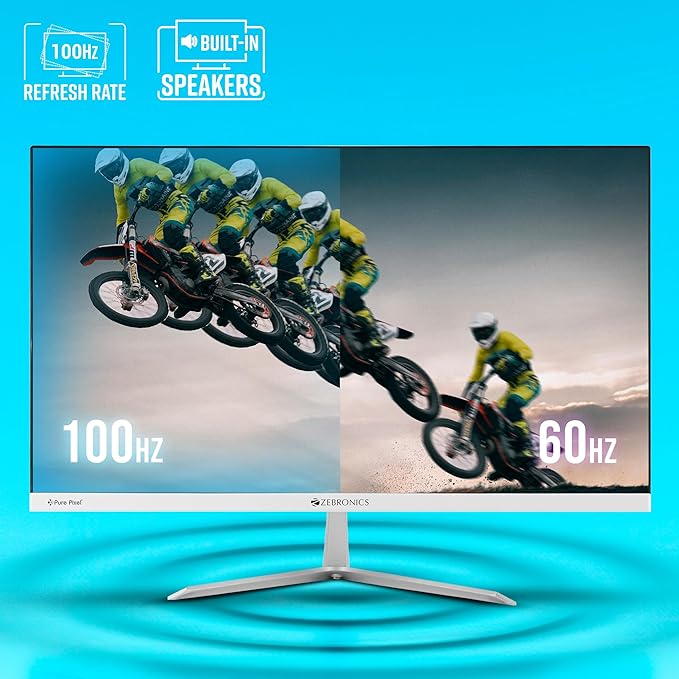 100HZ
REFRESH RATE
BUILT-IN
SPEAKERS
100HZ
60HZ
Pure Pixel
ZEBRONICS